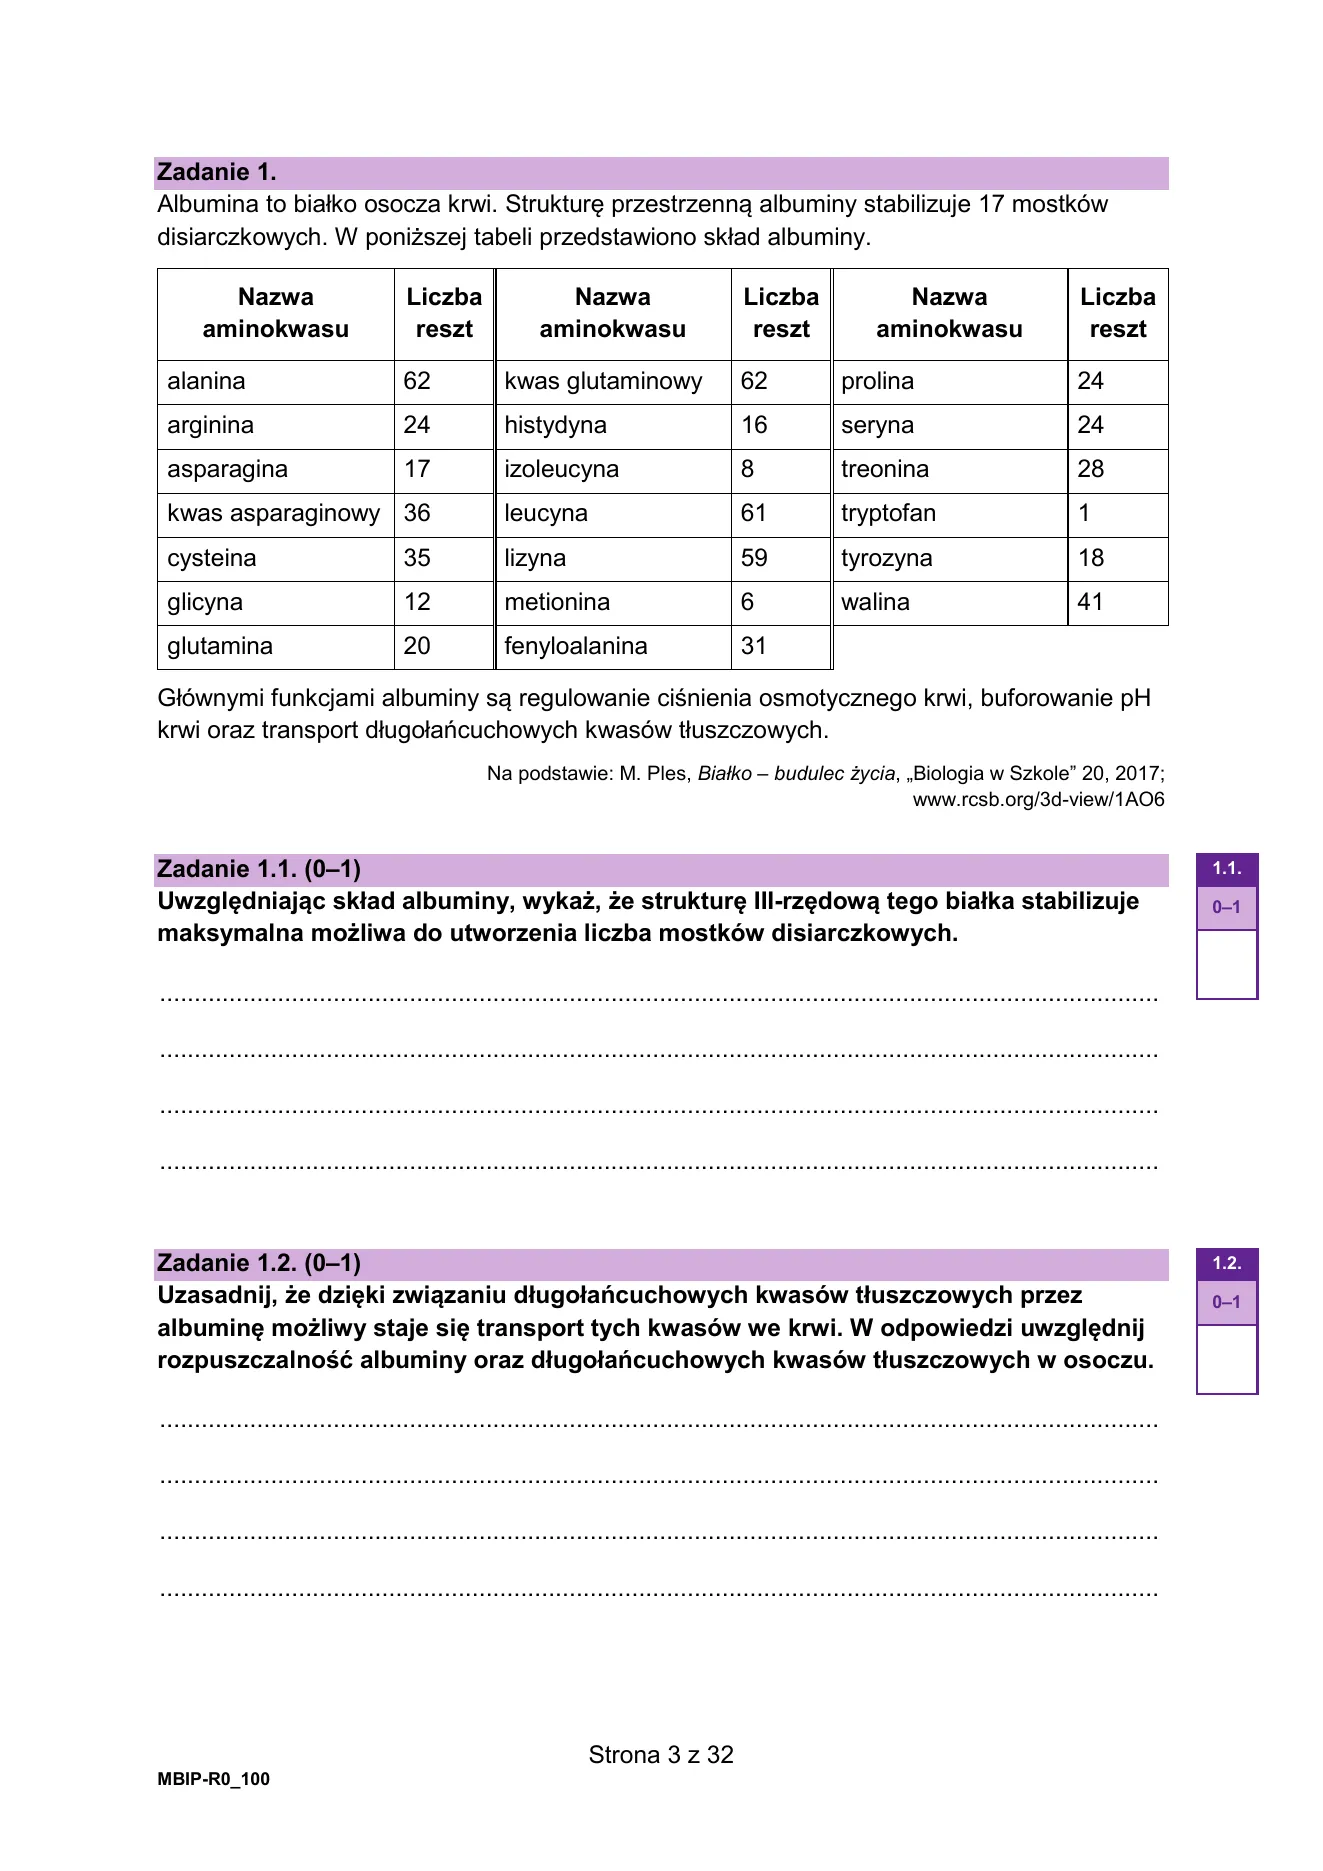 Zadanie 1.
Albumina to białko osocza krwi. Strukturę przestrzenną albuminy stabilizuje 17 mostków
disiarczkowych. W poniższej tabeli przedstawiono skład albuminy.
Nazwa aminokwasu Liczba reszt Nazwa aminokwasu Liczba reszt Nazwa aminokwasu Liczba reszt
alanina 62 kwas glutaminowy 62 prolina 24
arginina 24 histydyna 16 seryna 24
asparagina 17 izoleucyna 8 treonina 28
kwas asparaginowy 36 leucyna 61 tryptofan 1
cysteina 35 lizyna 59 tyrozyna 18
glicyna 12 metionina 6 walina 41
glutamina 20 fenyloalanina 31
Głównymi funkcjami albuminy są regulowanie ciśnienia osmotycznego krwi, buforowanie pH
krwi oraz transport długołańcuchowych kwasów tłuszczowych.
Na podstawie: M. Ples, Białko – budulec życia, „Biologia w Szkole” 20, 2017;
www.rcsb.org/3d-view/1AO6
Zadanie 1.1. (0–1)
1.1.
0–1
Uwzględniając skład albuminy, wykaż, że strukturę III-rzędową tego białka stabilizuje
maksymalna możliwa do utworzenia liczba mostków disiarczkowych.
Zadanie 1.2. (0–1)
1.2.
0–1
Uzasadnij, że dzięki związaniu długołańcuchowych kwasów tłuszczowych przez
albuminę możliwy staje się transport tych kwasów we krwi. W odpowiedzi uwzględnij
rozpuszczalność albuminy oraz długołańcuchowych kwasów tłuszczowych w osoczu.
Strona 3 z 32
MBIP-R0_100